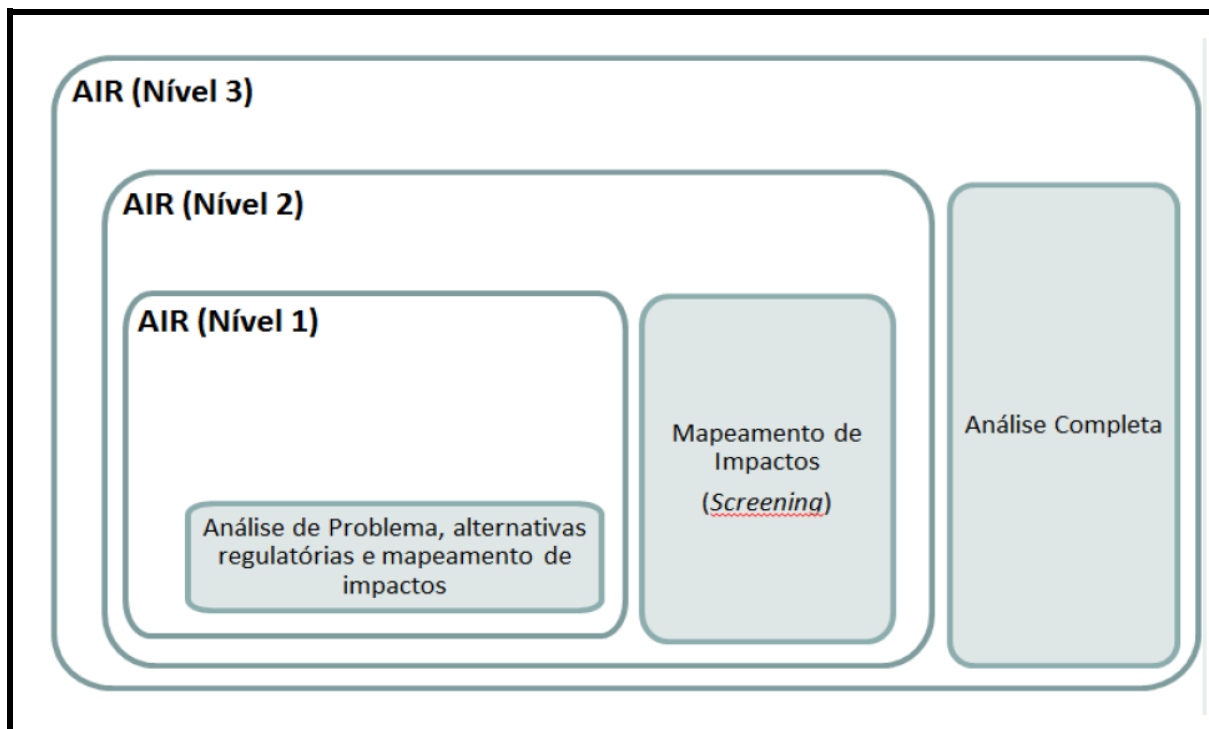 AIR (Nível 3)
AIR (Nível 2)
AIR (Nível 1)
Análise de Problema, alternativas
regulatórias e mapeamento de
impactos
Mapeamento de
Impactos
(Screening)
Análise Completa